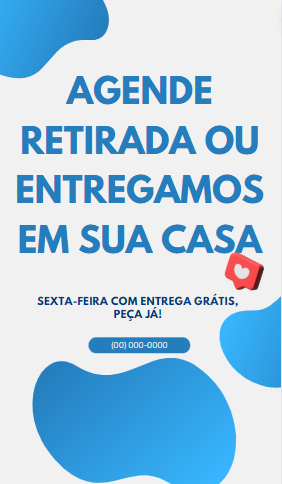 AGENDE
RETIRADA OU
ENTREGAMOS
EM SUA CASA
SEXTA-FEIRA COM ENTREGA GRÁTIS,
PEÇA JÁ!
(00) 000-0000